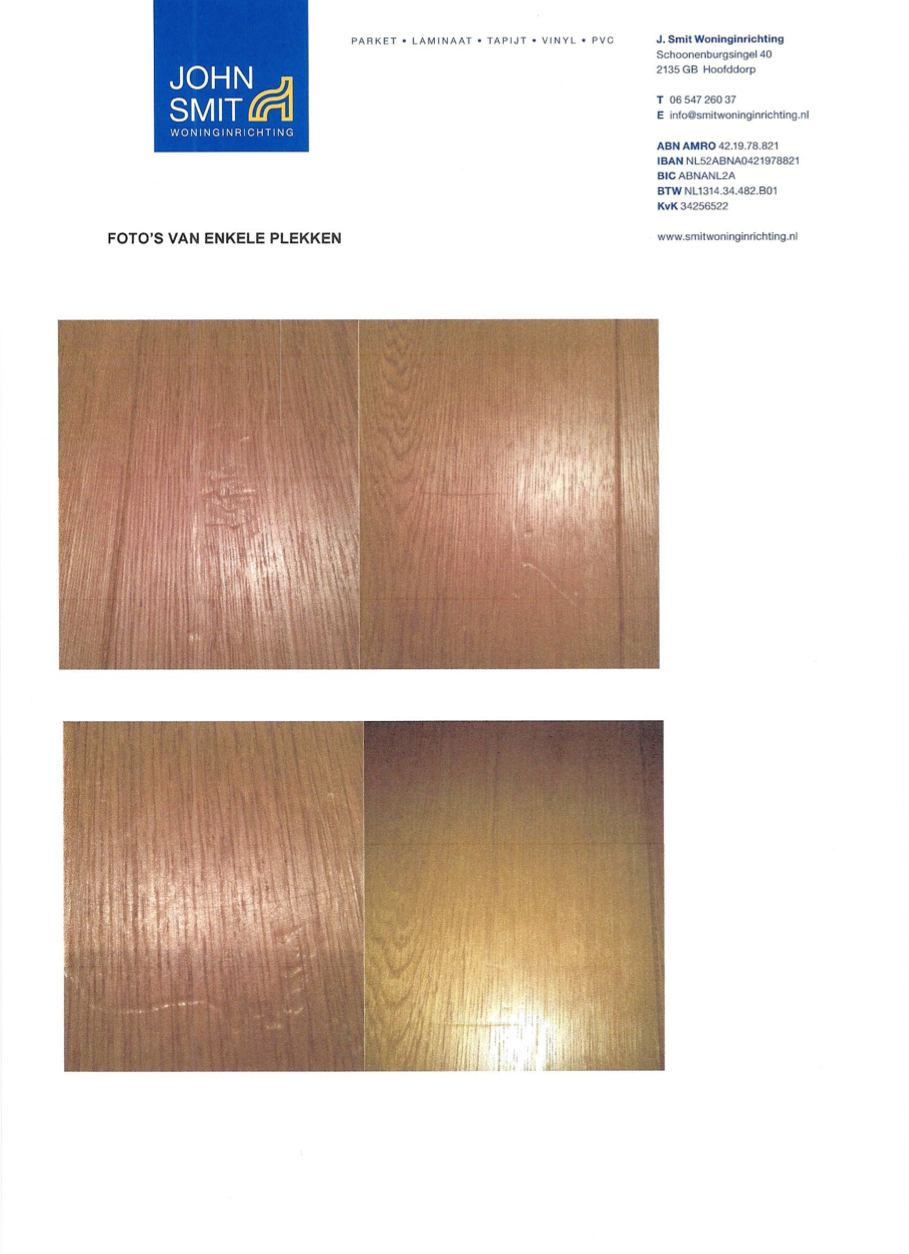 JOHN
SMIT
WONINGINRICHTING
PARKET • LAMINAAT • TAPIJT • VINYL • PVC
J. Smit Woninginrichting
Schoonenburgsingel 40
2135 GB Hoofddorp
T 06 547 260 37
E info@smitwoninginrichting.nl
ABN AMRO 42.19.78.821
IBAN NL52ABNA0421978821
BIC ABNANL2A
BTW NL1314.34.482.B01
KvK 34256522
www.smitwoninginrichting.nl
FOTO'S VAN ENKELE PLEKKEN